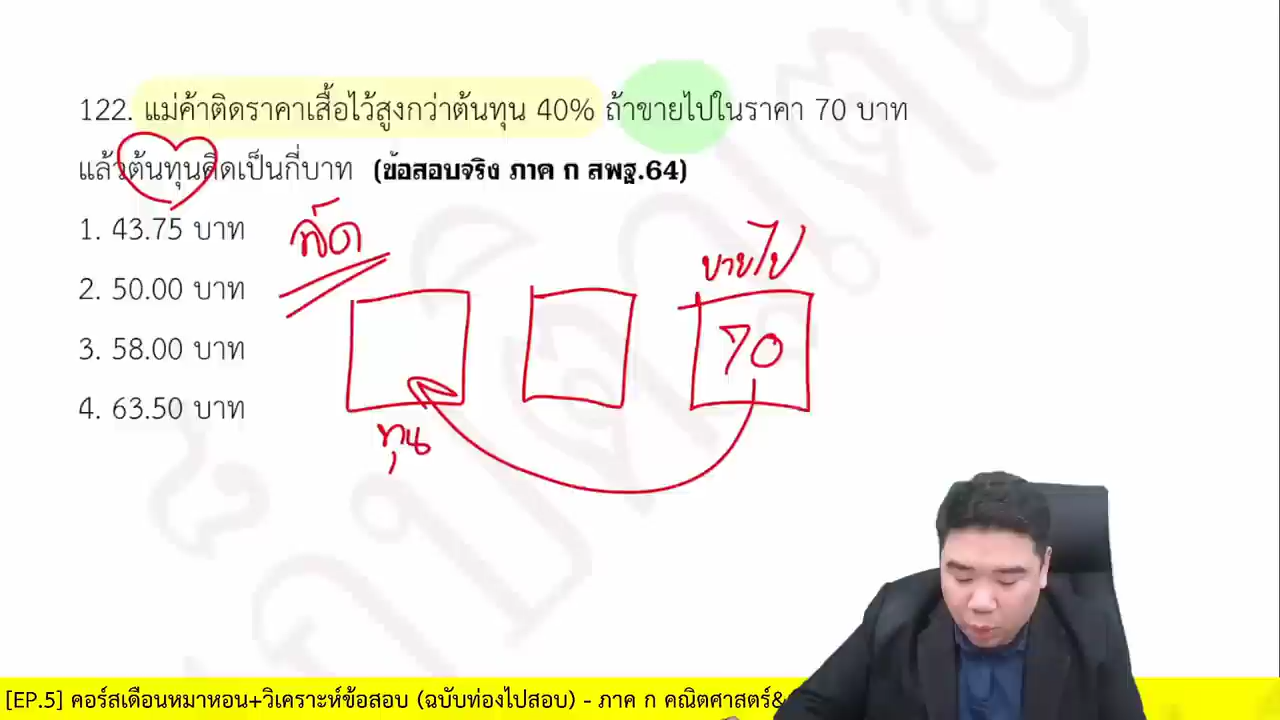 122. แม่ค้าติดราคาเสื้อไว้สูงกว่าต้นทุน 40% ถ้าขายไปในราคา 70 บาท
แล้วต้นทุนคิดเป็นกี่บาท (ข้อสอบจริง ภาค ก สพฐ.64)
1. 43.75 บาท
2. 50.00 บาท
3. 58.00 บาท
4. 63.50 บาท
ขายไป
70
ทุน
[EP.5] คอร์สเดือนหมาหอน+วิเคราะห์ข้อสอบ (ฉบับท่องไปสอบ) - ภาค ก คณิตศาสตร์&